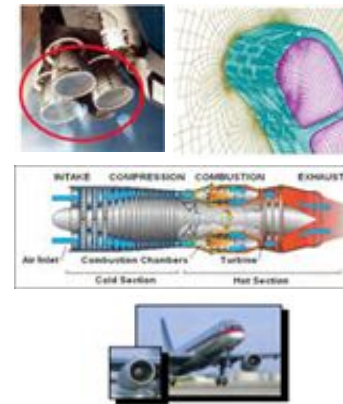 INTAKE COMPRESSION COMBUSTION EXHAUST
Air Inlet Combustion Chambers Turbine
Cold Section Hot Section